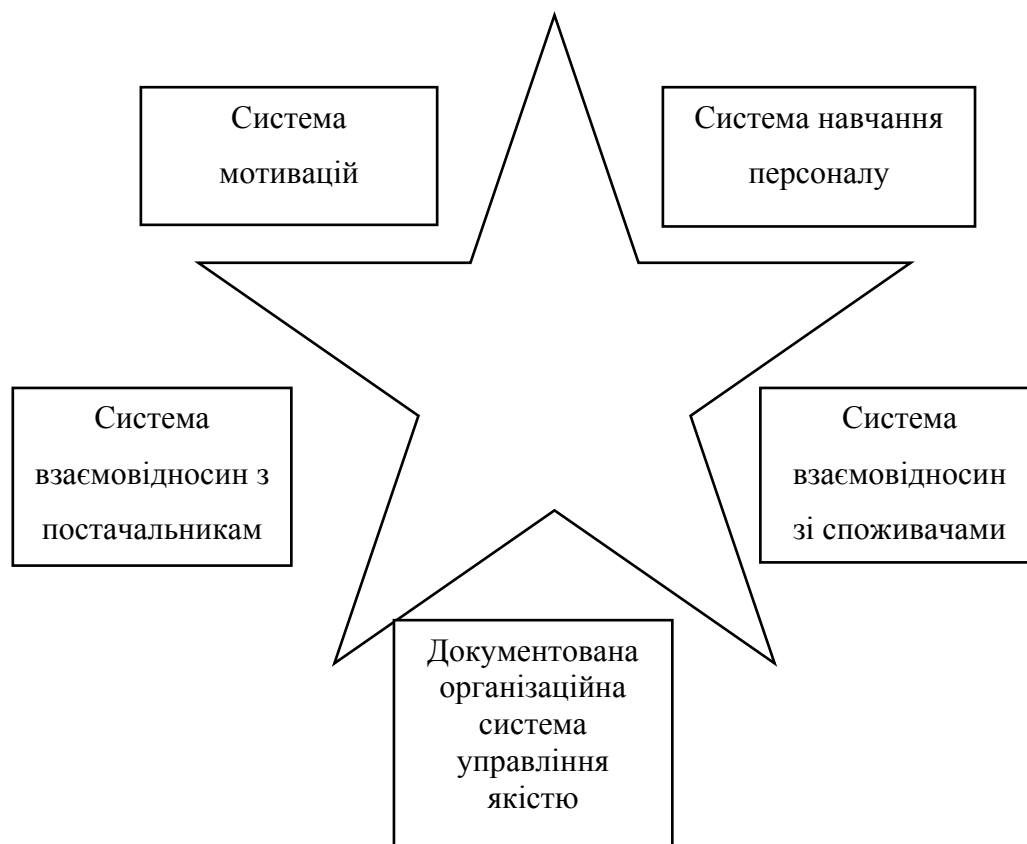 Система
мотивацій
Система навчання
персоналу
Система
взаємовідносин з
постачальникам
Система
взаємовідносин
зі споживачами
Документована
організаційна
система
управління
якістю